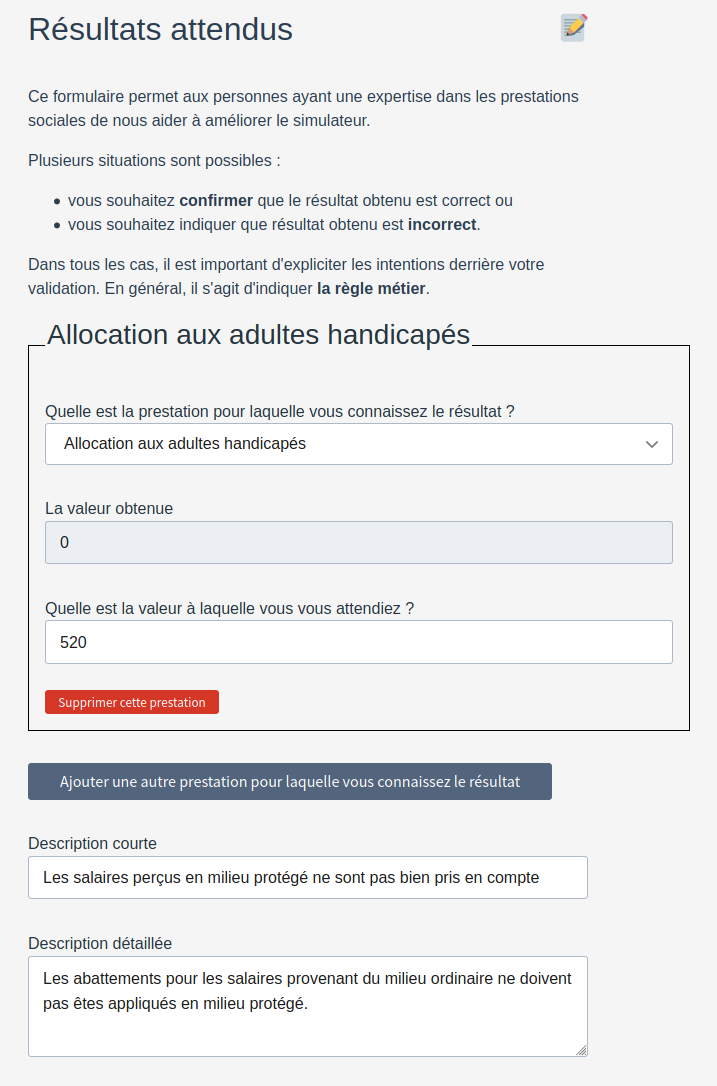 Résultats attendus
Ce formulaire permet aux personnes ayant une expertise dans les prestations
sociales de nous aider à améliorer le simulateur.
Plusieurs situations sont possibles :
• vous souhaitez confirmer que le résultat obtenu est correct ou
• vous souhaitez indiquer que résultat obtenu est incorrect.
Dans tous les cas, il est important d'expliciter les intentions derrière votre
validation. En général, il s'agit d'indiquer la règle métier.
Allocation aux adultes handicapés
Quelle est la prestation pour laquelle vous connaissez le résultat ?
Allocation aux adultes handicapés
La valeur obtenue
0
Quelle est la valeur à laquelle vous vous attendiez ?
520
Supprimer cette prestation
Ajouter une autre prestation pour laquelle vous connaissez le résultat
Description courte
Les salaires perçus en milieu protégé ne sont pas bien pris en compte
Description détaillée
Les abattements pour les salaires provenant du milieu ordinaire ne doivent
pas êtes appliqués en milieu protégé.